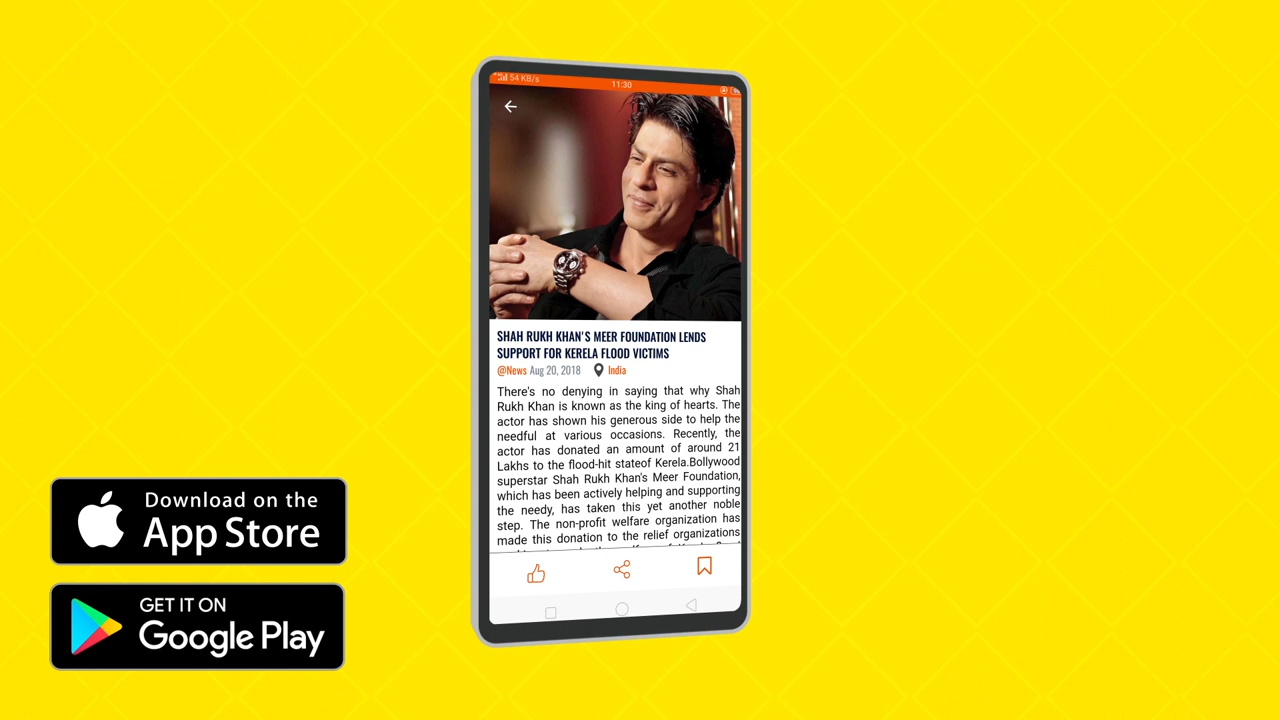 54 KB/s
11:30
SHAH RUKH KHAN'S MEER FOUNDATION LENDS
SUPPORT FOR KERELA FLOOD VICTIMS
@News Aug 20, 2018 India
There's no denying in saying that why Shah
Rukh Khan is known as the king of hearts. The
actor has shown his generous side to help the
needful at various occasions. Recently, the
actor has donated an amount of around 21
Lakhs to the flood-hit stateof Kerela.Bollywood
superstar Shah Rukh Khan's Meer Foundation,
which has been actively helping and supporting
the needy, has taken this yet another noble
step. The non-profit welfare organization has
made this donation to the relief organizations
Download on the
App Store
GET IT ON
Google Play